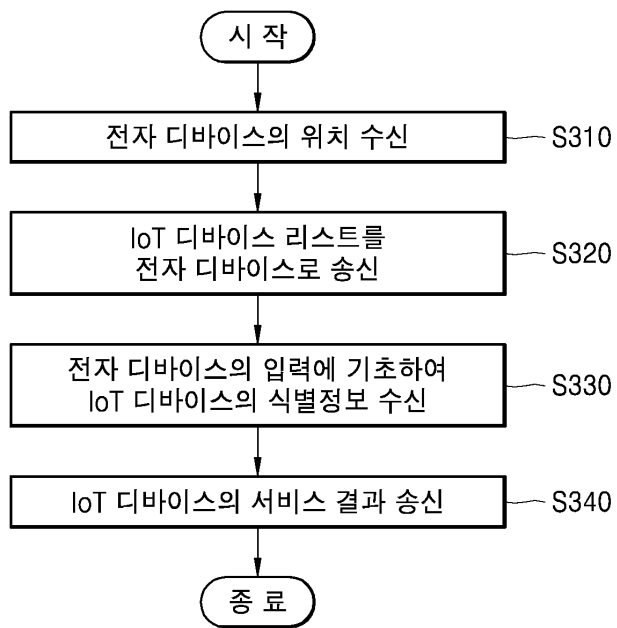 시 작
전자 디바이스의 위치 수신
S310
IoT 디바이스 리스트를
전자 디바이스로 송신
S320
전자 디바이스의 입력에 기초하여
IoT 디바이스의 식별정보 수신
S330
IoT 디바이스의 서비스 결과 송신
S340
종 료